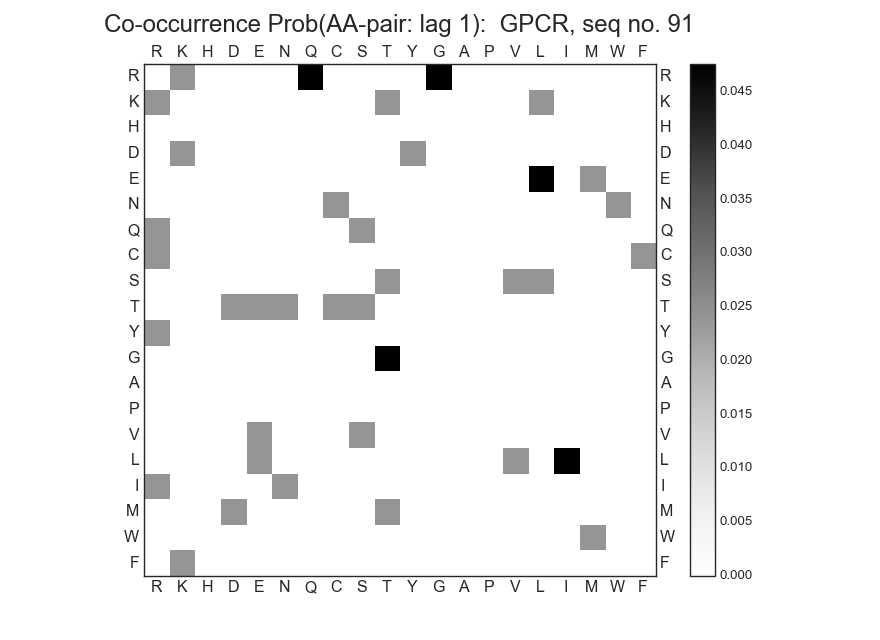 Co-occurrence Prob(AA-pair: lag 1):  GPCR, seq no. 91
R K H D E N Q C S T Y G A P V L I M W F
R R
K K 0.045
H H
D D 0.040
E E
N N 0.035
Q Q
C C 0.030
S S
T T 0.025
Y Y
G G 0.020
A A
P P 0.015
V V
L L 0.010
I I
M M 0.005
W W
F F 0.000
R K H D E N Q C S T Y G A P V L I M W F